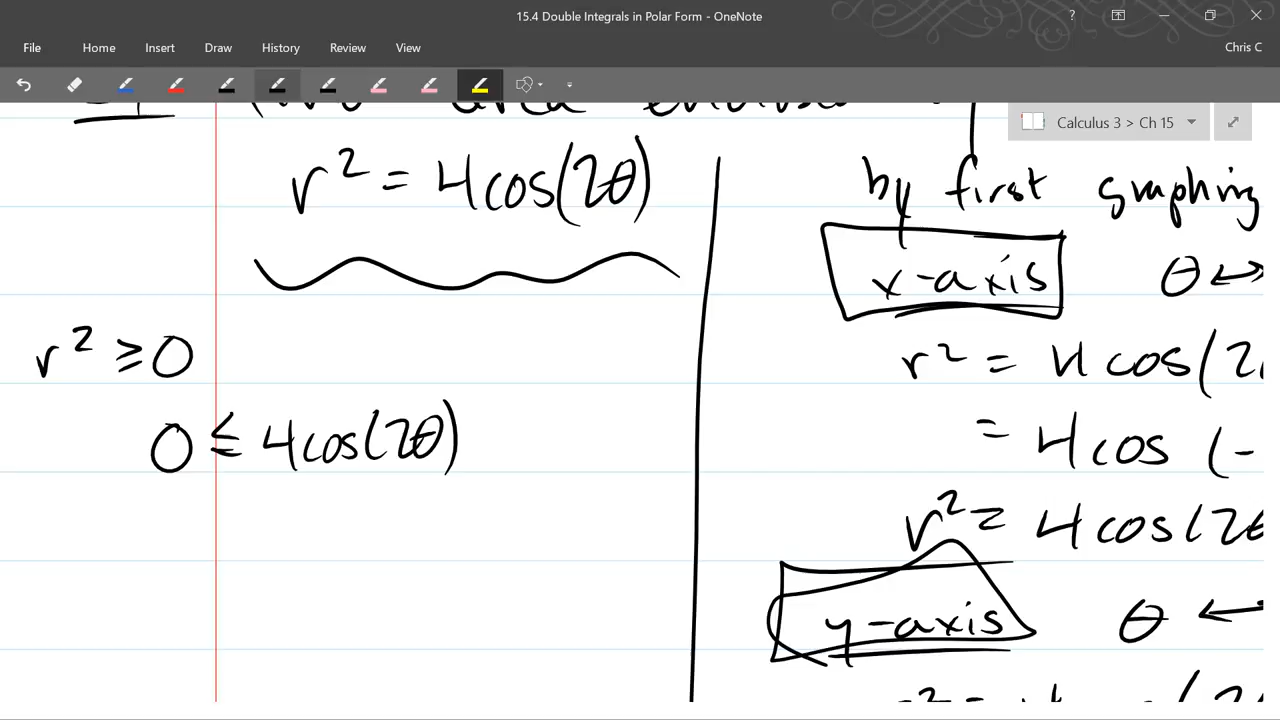 15.4 Double Integrals in Polar Form - OneNote
File Home Insert Draw History Review View Chris C
Calculus 3 > Ch 15
area
r² = 4cos(2θ)
r² ≥ 0
0 ≤ 4cos(2θ)
by first graphing
x-axis θ ↔
r² = 4cos(2
= 4cos (-
r² = 4cos(2θ
y-axis θ ←